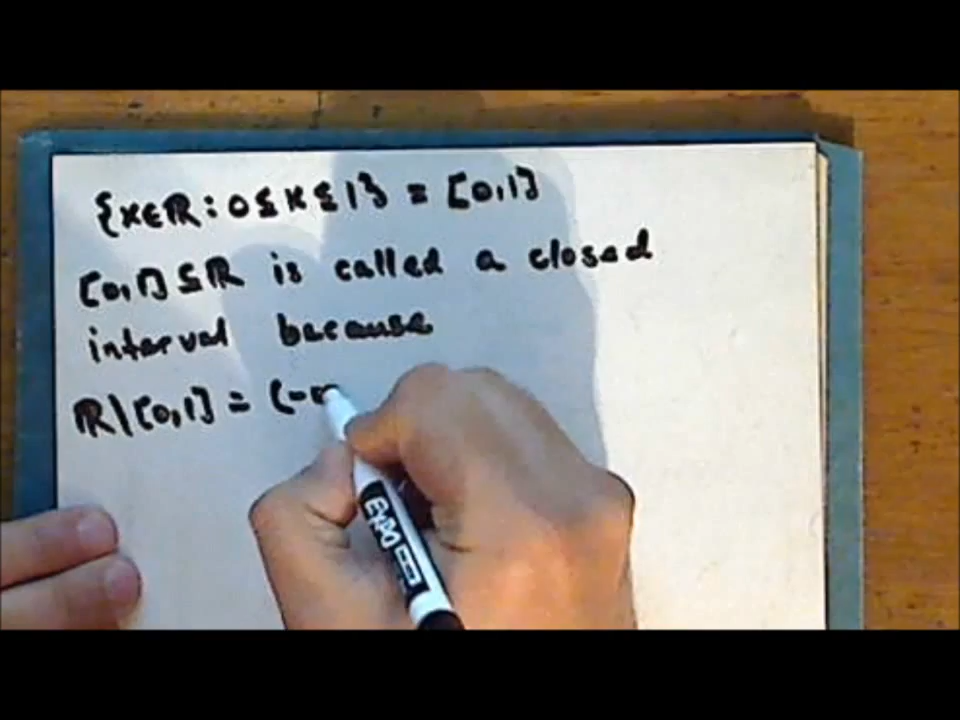 {x∈ℝ: 0≤x≤1} = [0,1]
[0,1]⊆ℝ is called a closed
interval because
ℝ\[0,1] = (-∞
EXPO